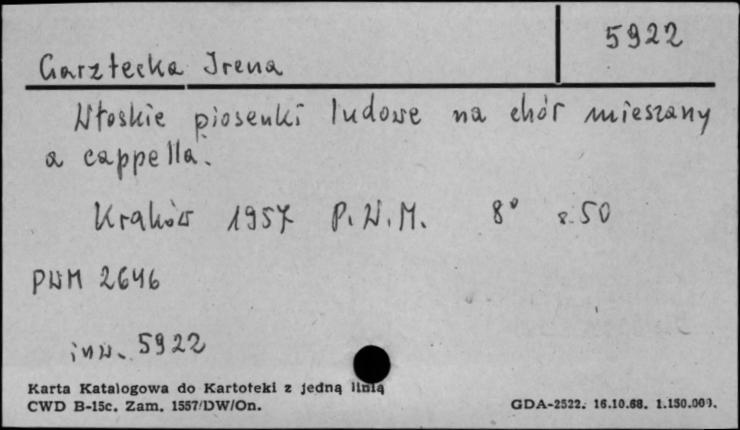 5922
Garztecka Irena
Włoskie piosenki ludowe na chór mieszany
a cappella.
Kraków 1957 P.W.M. 8° s. 50
PWM 2646
inw. 5922
Karta Katalogowa do Kartoteki z jedną linią
CWD B-15c. Zam. 1557/DW/On. GDA-2522. 16.10.68. 1.150.000.